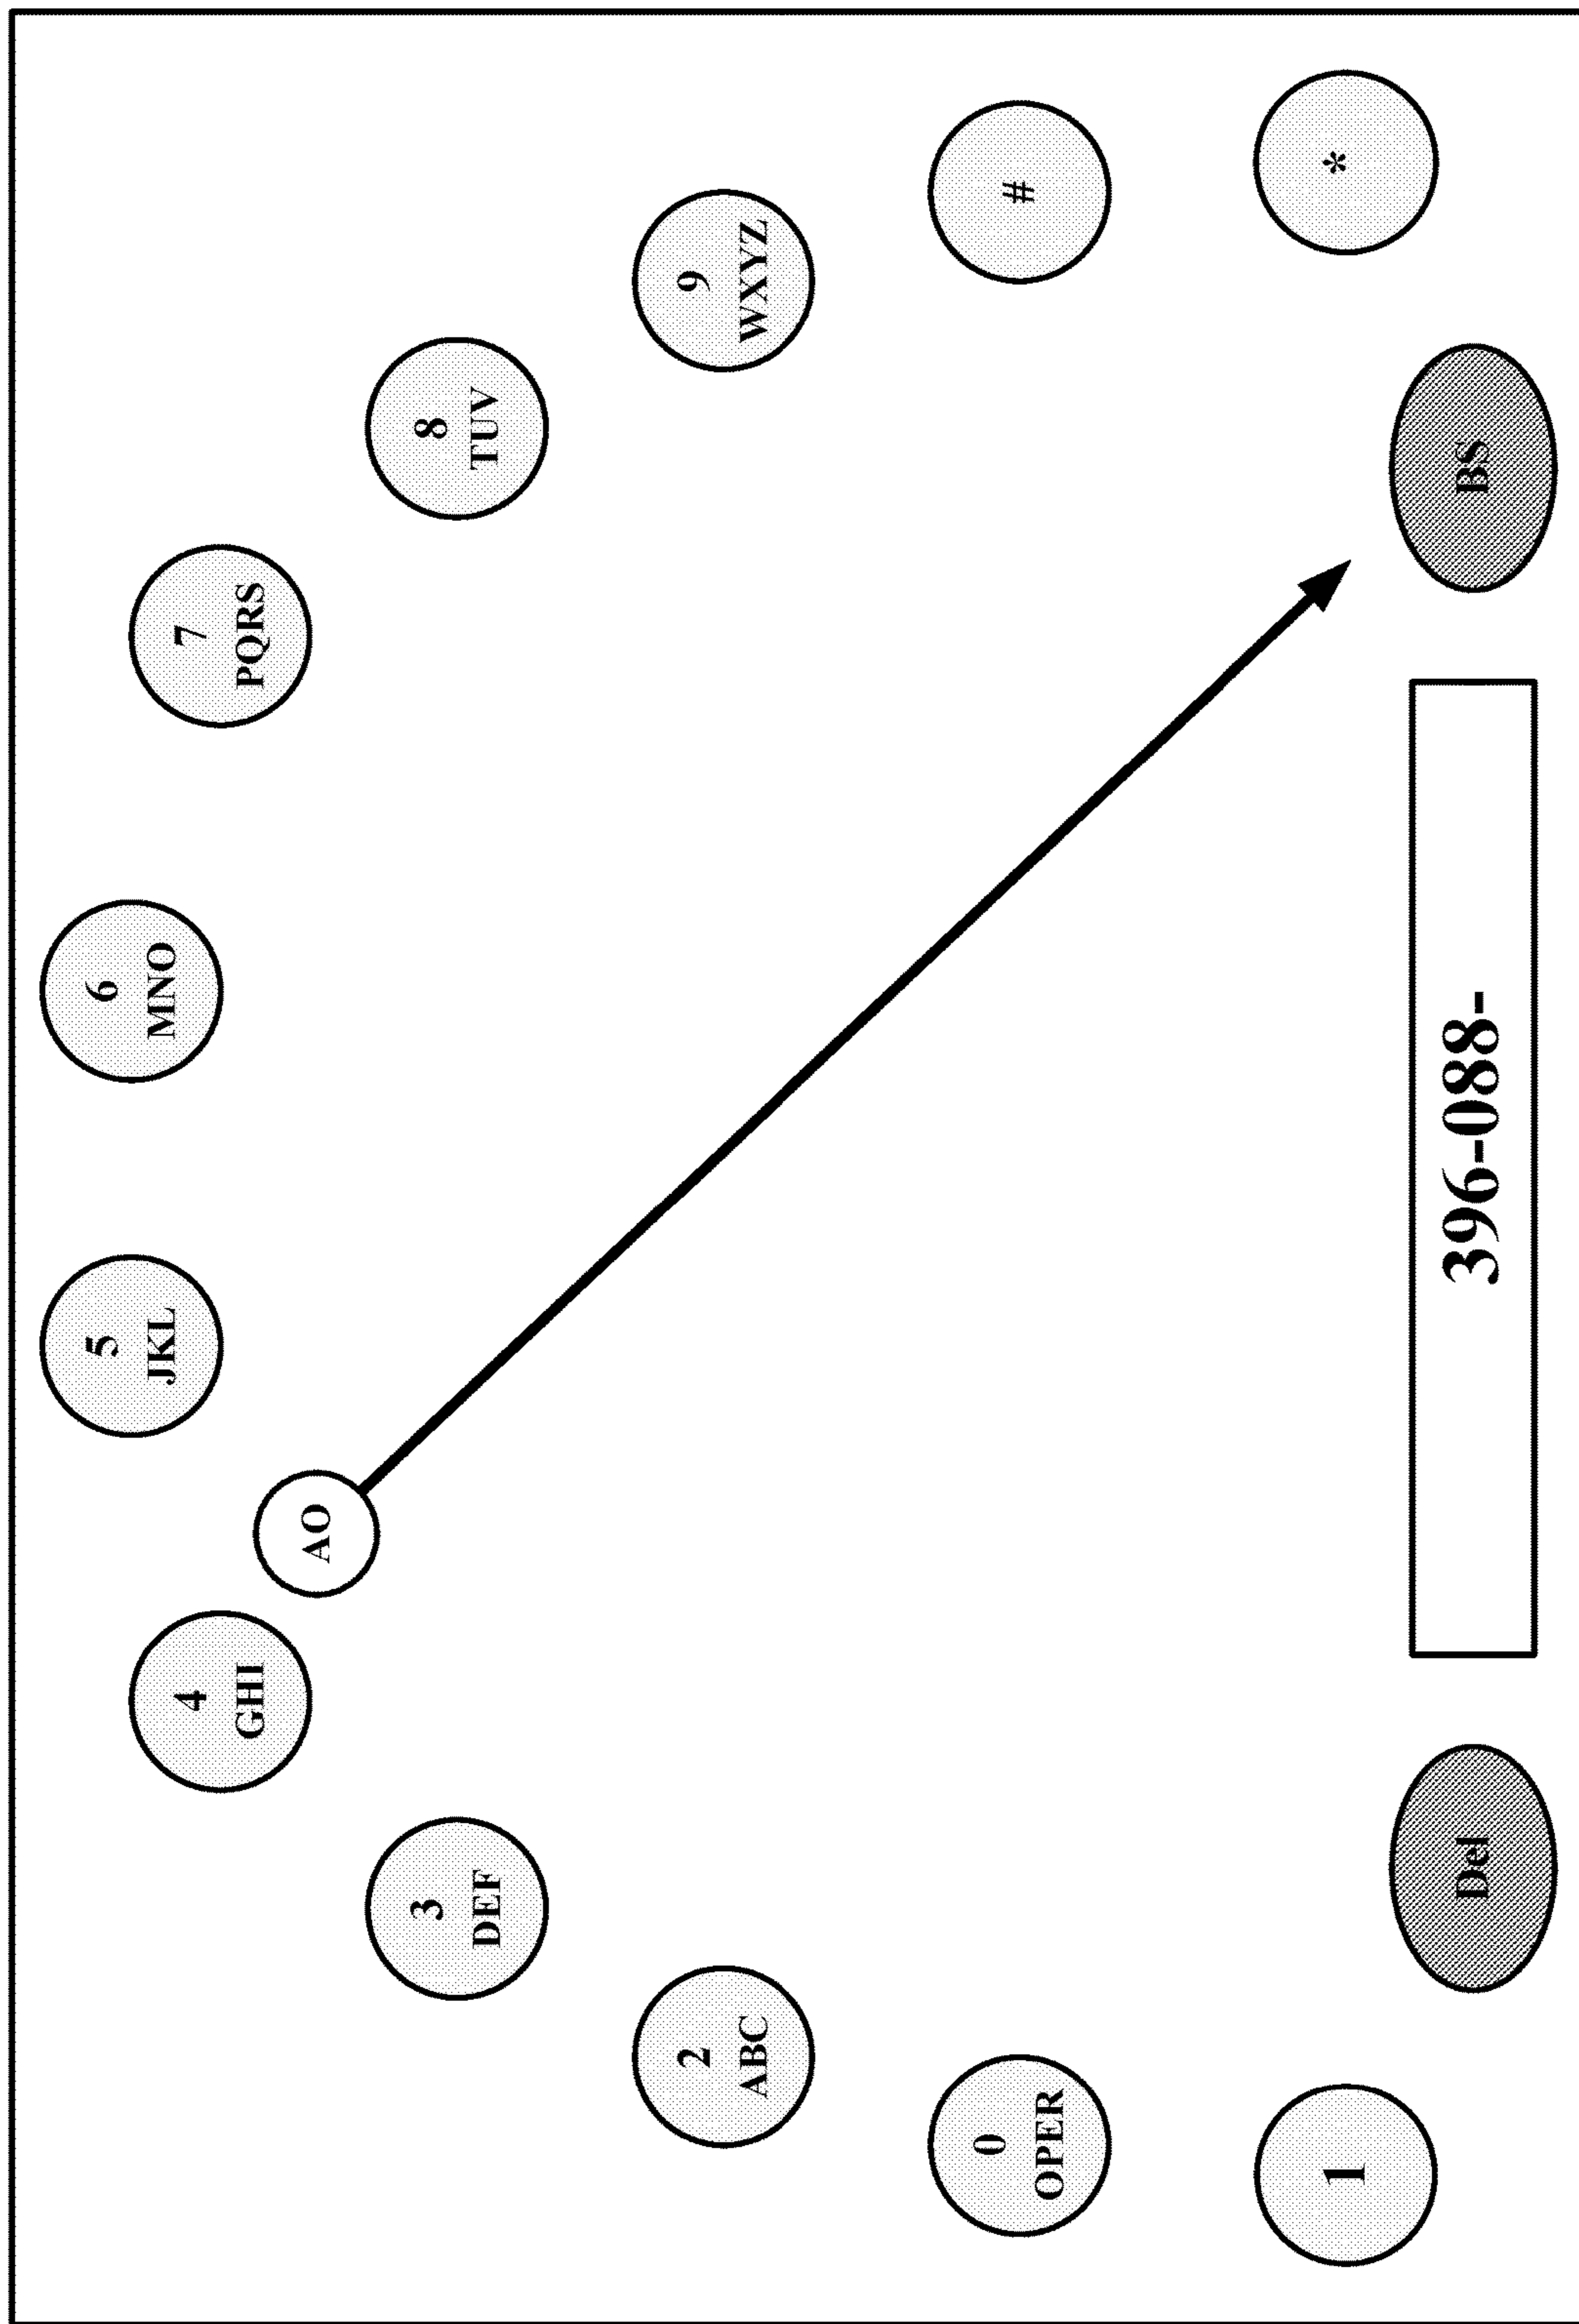 5
JKL
6
MNO
4
GHI
7
PQRS
AO
3
DEF
8
TUV
2
ABC
9
WXYZ
0
OPER
#
1
*
Del
396-088-
BS